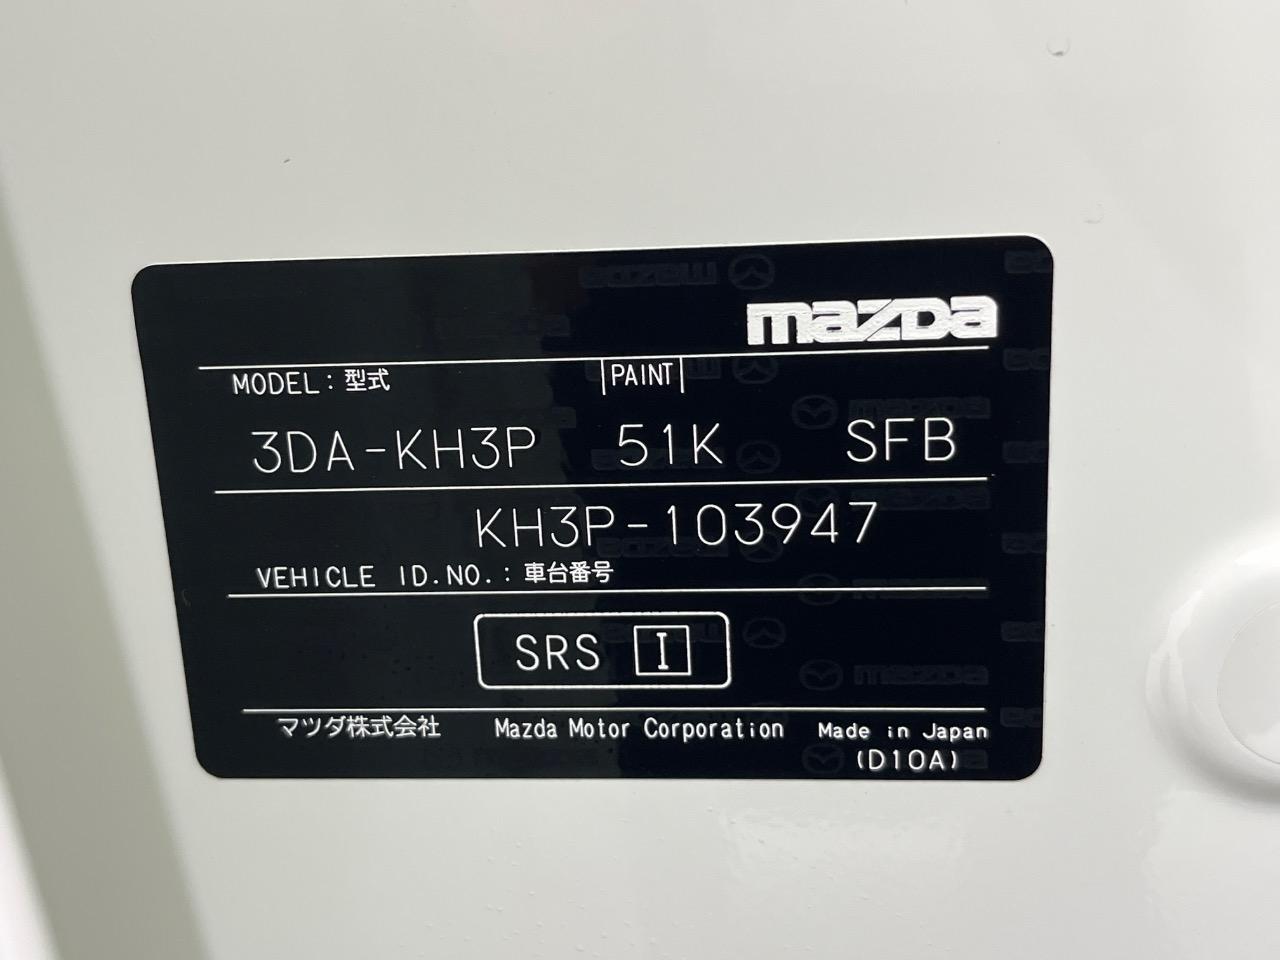 mazda
MODEL：型式 PAINT
3DA-KH3P 51K SFB
KH3P-103947
VEHICLE ID.NO.：車台番号
SRS I
マツダ株式会社 Mazda Motor Corporation Made in Japan
(D10A)